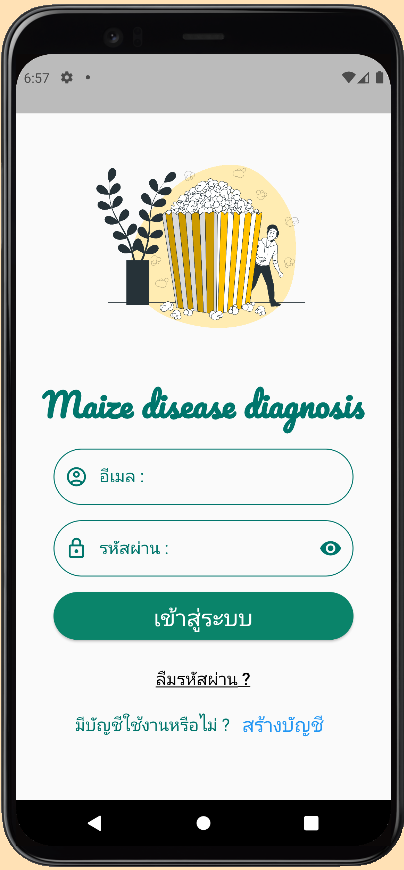 6:57
Maize disease diagnosis
อีเมล :
รหัสผ่าน :
เข้าสู่ระบบ
ลืมรหัสผ่าน ?
มีบัญชีใช้งานหรือไม่ ? สร้างบัญชี